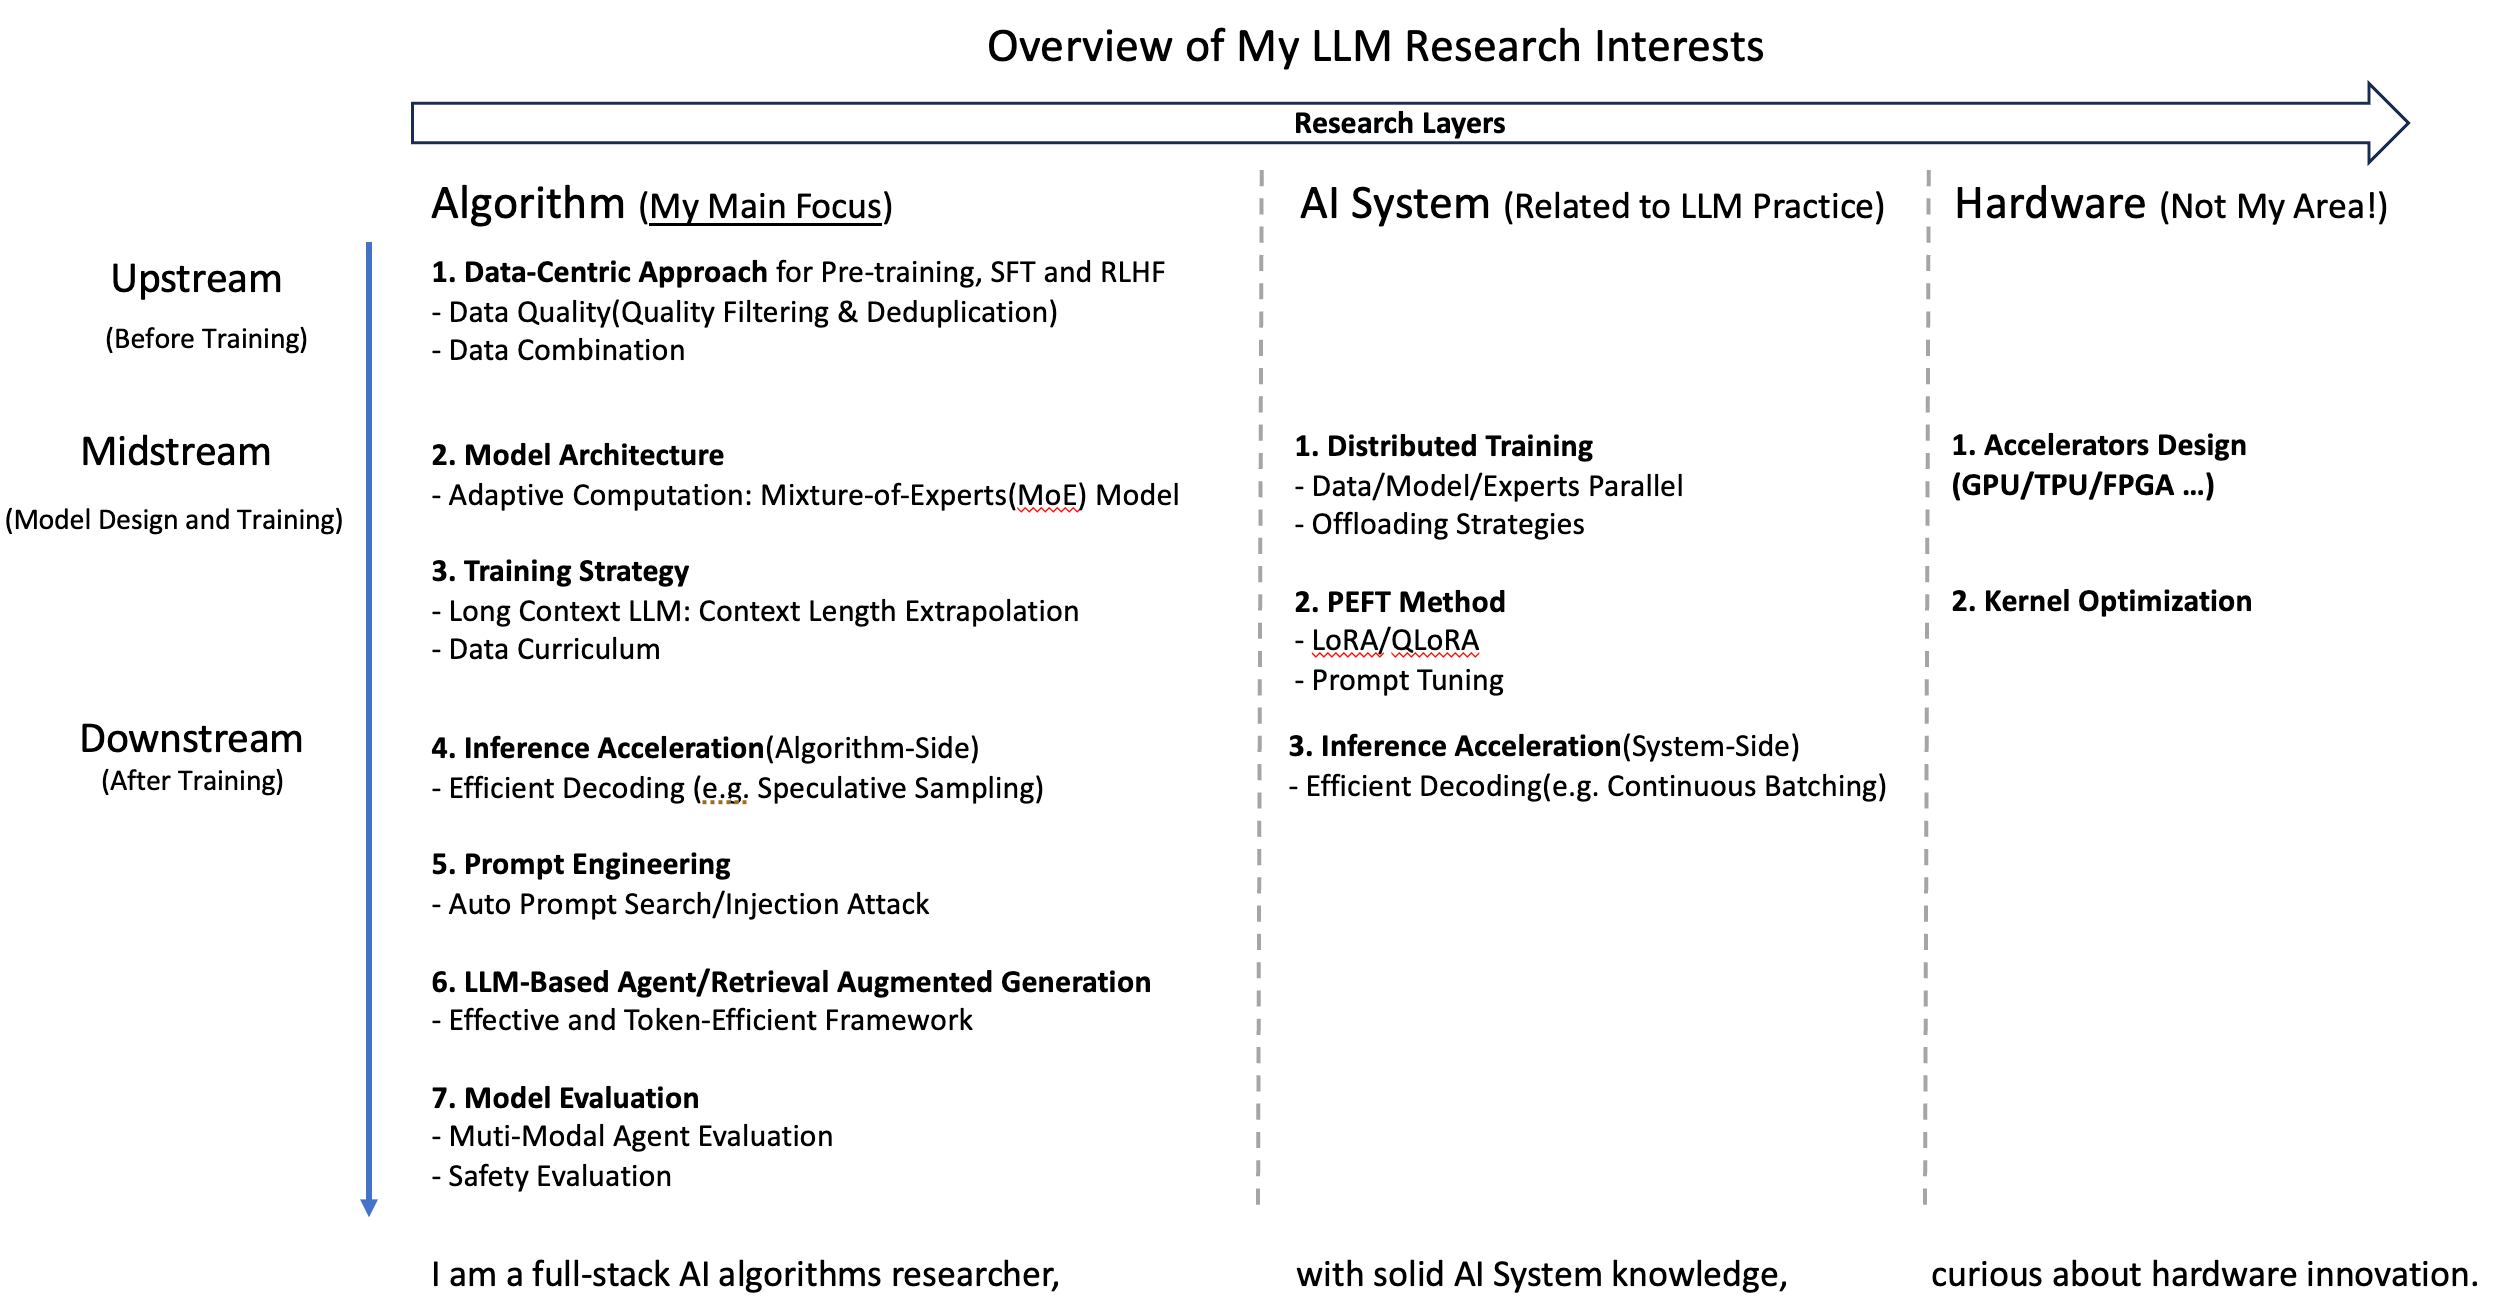 Overview of My LLM Research Interests
Research Layers
Algorithm (My Main Focus)
AI System (Related to LLM Practice)
Hardware (Not My Area!)
Upstream
(Before Training)
1. Data-Centric Approach for Pre-training, SFT and RLHF
- Data Quality(Quality Filtering & Deduplication)
- Data Combination
Midstream
(Model Design and Training)
2. Model Architecture
- Adaptive Computation: Mixture-of-Experts(MoE) Model
3. Training Strategy
- Long Context LLM: Context Length Extrapolation
- Data Curriculum
1. Distributed Training
- Data/Model/Experts Parallel
- Offloading Strategies
2. PEFT Method
- LoRA/QLoRA
- Prompt Tuning
1. Accelerators Design
(GPU/TPU/FPGA ...)
2. Kernel Optimization
Downstream
(After Training)
4. Inference Acceleration(Algorithm-Side)
- Efficient Decoding (e.g. Speculative Sampling)
5. Prompt Engineering
- Auto Prompt Search/Injection Attack
6. LLM-Based Agent/Retrieval Augmented Generation
- Effective and Token-Efficient Framework
7. Model Evaluation
- Muti-Modal Agent Evaluation
- Safety Evaluation
3. Inference Acceleration(System-Side)
- Efficient Decoding(e.g. Continuous Batching)
I am a full-stack AI algorithms researcher,
with solid AI System knowledge,
curious about hardware innovation.